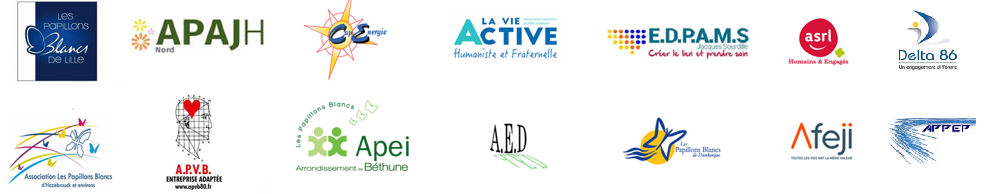 LES
PAPILLONS
Blancs
DE LILLE
APAJH
Nord
Cap Energie
LA VIE
Association reconnue
d'utilité publique
ACTIVE
Humaniste et Fraternelle
E.D.P.A.M.S
Jacques Sourdille
Créer le lien et prendre soin
asrl
Humains & Engagés
Delta 86
Un engagement différent
Association Les Papillons Blancs
d'Hazebrouck et environs
A.P.V.B.
ENTREPRISE ADAPTÉE
www.apvb80.fr
Les Papillons Blancs
Apei
Arrondissement de Béthune
A.E.D
Les
Papillons Blancs
de Dunkerque
Afeji
TOUTES LES VIES ONT LA MÊME VALEUR
APPEP